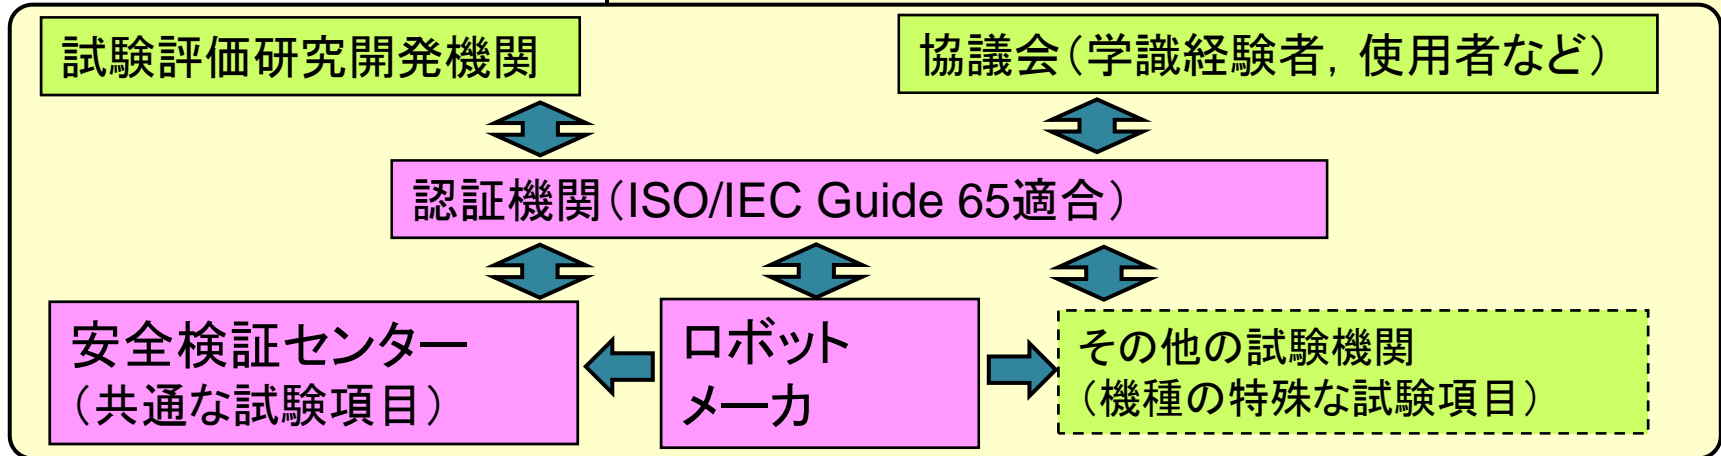 試験評価研究開発機関
協議会（学識経験者，使用者など）
認証機関（ISO/IEC Guide 65適合）
安全検証センター
（共通な試験項目）
ロボット
メーカ
その他の試験機関
（機種の特殊な試験項目）